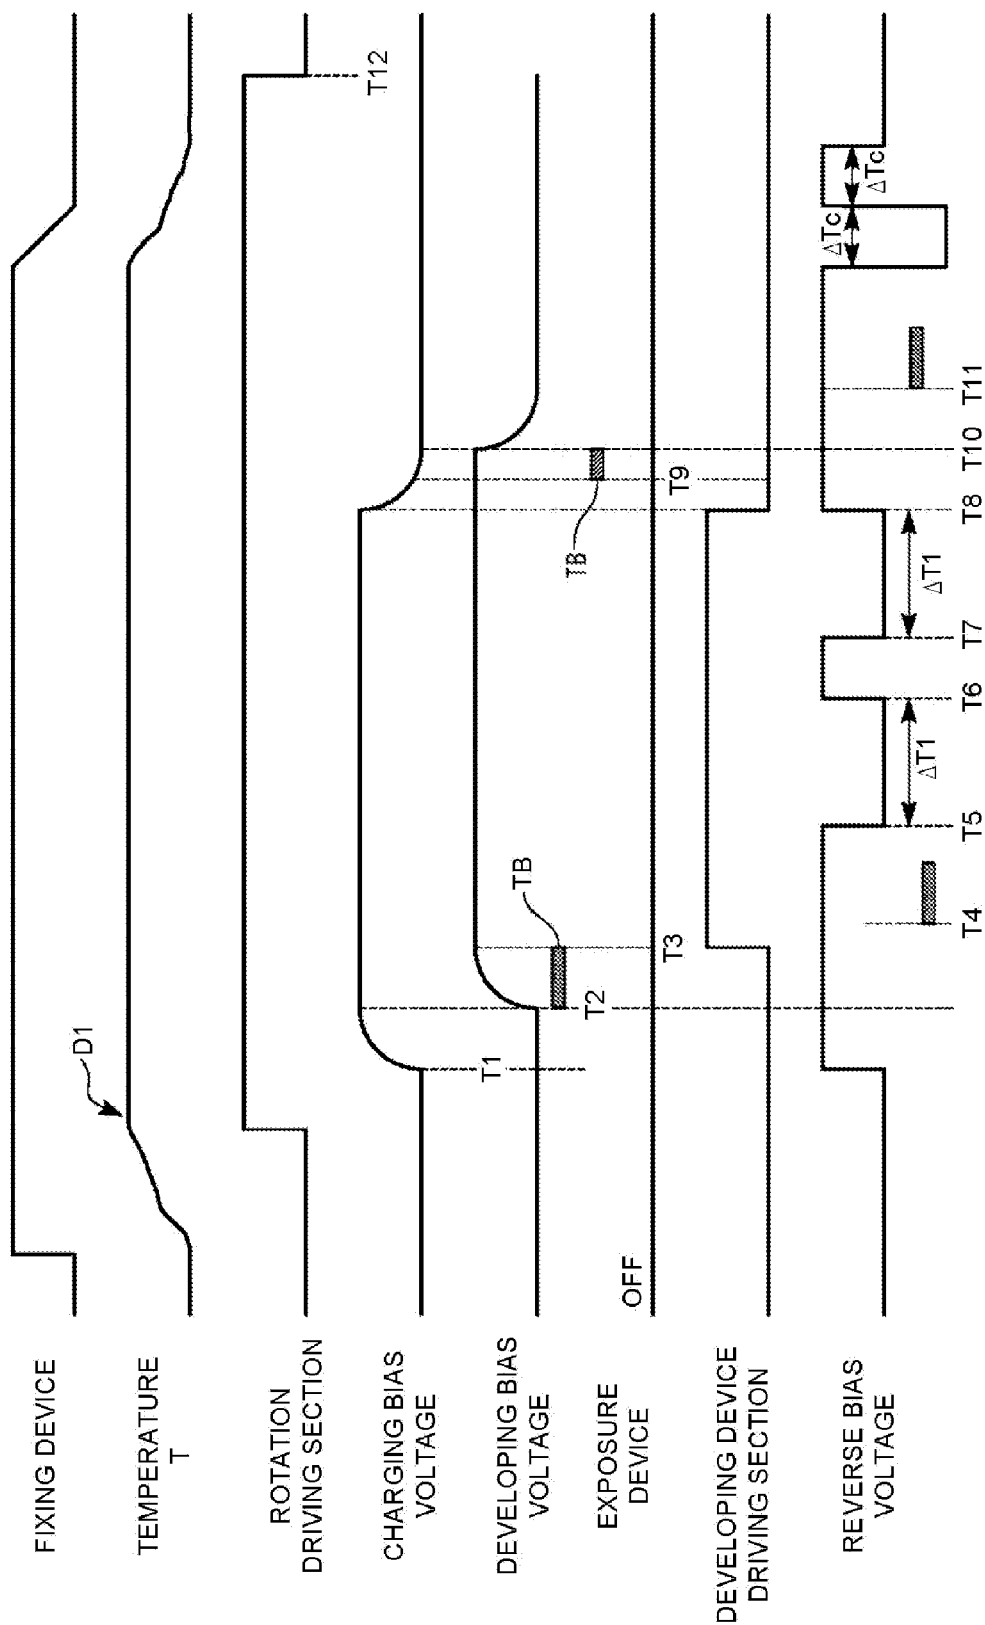 FIXING DEVICE
TEMPERATURE
T
D1
ROTATION
DRIVING SECTION
T12
CHARGING BIAS
VOLTAGE
T1
DEVELOPING BIAS
VOLTAGE
T2
TB
TB
EXPOSURE
DEVICE
OFF
T3
T9
DEVELOPING DEVICE
DRIVING SECTION
REVERSE BIAS
VOLTAGE
ΔTc
ΔTc
ΔT1
ΔT1
T4
T5
T6
T7
T8
T10
T11